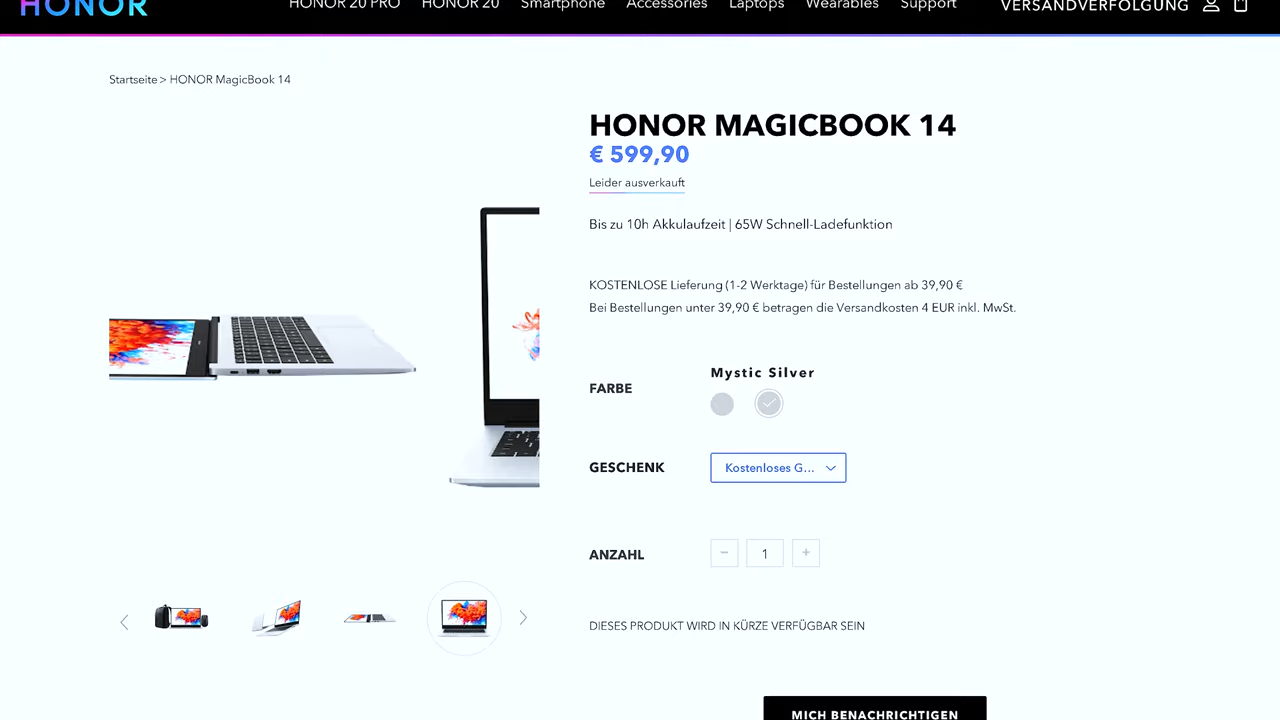 HONOR
HONOR 20 PRO HONOR 20 Smartphone Accessories Laptops Wearables Support VERSANDVERFOLGUNG
Startseite > HONOR MagicBook 14
HONOR MAGICBOOK 14
€ 599,90
Leider ausverkauft
Bis zu 10h Akkulaufzeit | 65W Schnell-Ladefunktion
KOSTENLOSE Lieferung (1-2 Werktage) für Bestellungen ab 39,90 €
Bei Bestellungen unter 39,90 € betragen die Versandkosten 4 EUR inkl. MwSt.
Mystic Silver
FARBE
GESCHENK Kostenloses G...
ANZAHL − 1 +
DIESES PRODUKT WIRD IN KÜRZE VERFÜGBAR SEIN
MICH BENACHRICHTIGEN